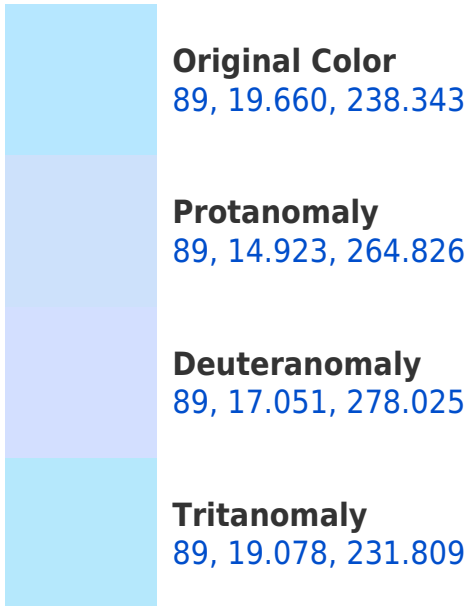 Original Color
89, 19.660, 238.343
Protanomaly
89, 14.923, 264.826
Deuteranomaly
89, 17.051, 278.025
Tritanomaly
89, 19.078, 231.809